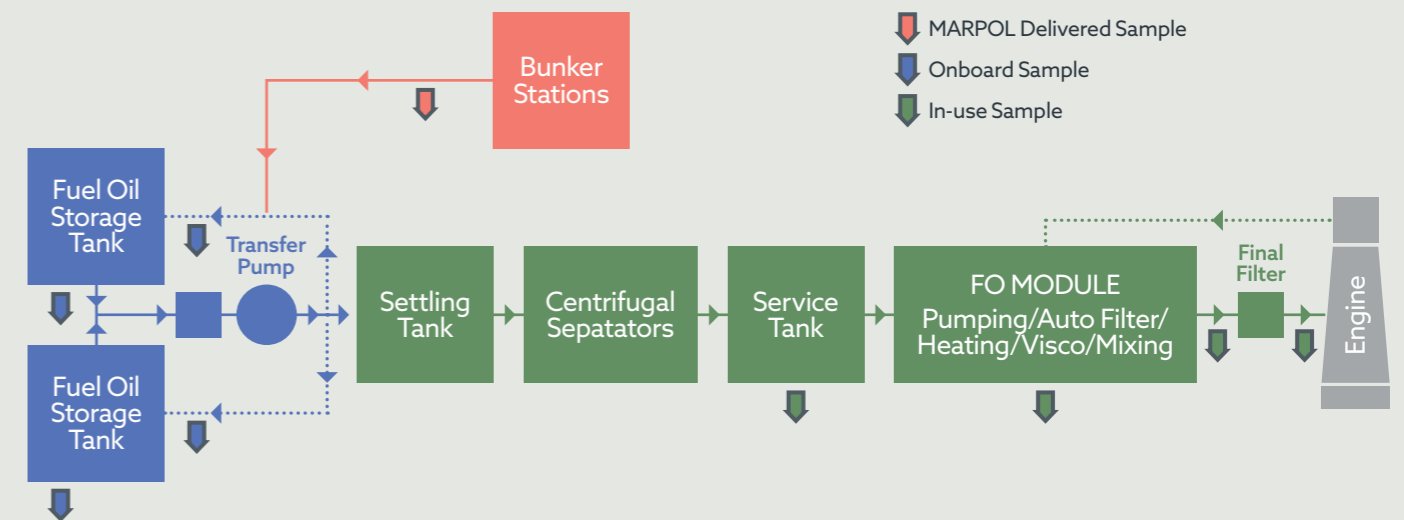 MARPOL Delivered Sample
Onboard Sample
In-use Sample
Bunker
Stations
Fuel Oil
Storage
Tank
Transfer
Pump
Fuel Oil
Storage
Tank
Settling
Tank
Centrifugal
Sepatators
Service
Tank
FO MODULE
Pumping/Auto Filter/
Heating/Visco/Mixing
Final
Filter
Engine